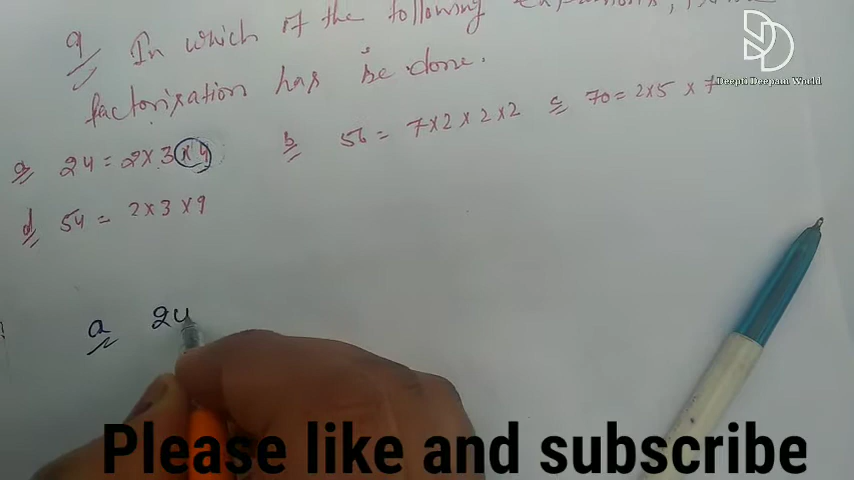 q In which of the following
factorization has be done.
a 24 = 2×3×4 b 56 = 7×2×2×2 c 70 = 2×5×7
d 54 = 2×3×9
a 24
Deepti Deepam World
Please like and subscribe